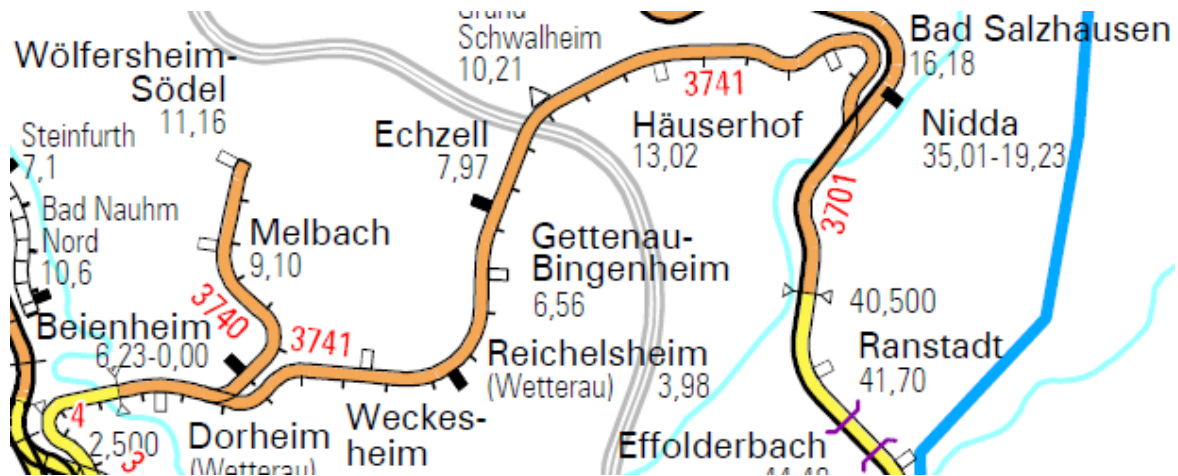 Grund
Schwalheim
10,21
Bad Salzhausen
16,18
Wölfersheim-
Södel
11,16
3741
Echzell
7,97
Häuserhof
13,02
Nidda
35,01-19,23
Steinfurth
7,1
Bad Nauhm
Nord
10,6
Melbach
9,10
3701
Gettenau-
Bingenheim
6,56
40,500
3740
Beienheim
6,23-0,00
3741
Reichelsheim
(Wetterau) 3,98
Ranstadt
41,70
4
2,500
3
Dorheim
(Wetterau)
Weckes-
heim
Effolderbach